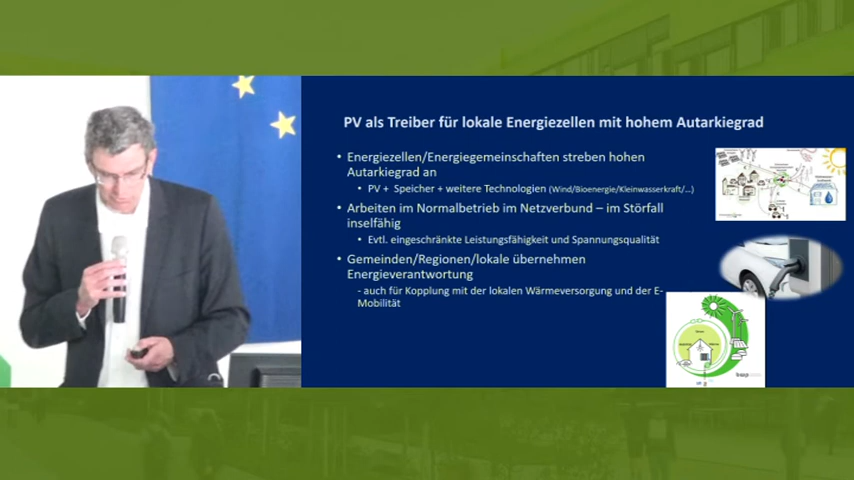 PV als Treiber für lokale Energiezellen mit hohem Autarkiegrad
• Energiezellen/Energiegemeinschaften streben hohen
Autarkiegrad an
• PV + Speicher + weitere Technologien (Wind/Bioenergie/Kleinwasserkraft/...)
• Arbeiten im Normalbetrieb im Netzverbund – im Störfall
inselfähig
• Evtl. eingeschränkte Leistungsfähigkeit und Spannungsqualität
• Gemeinden/Regionen/lokale übernehmen
Energieverantwortung
- auch für Kopplung mit der lokalen Wärmeversorgung und der E-
Mobilität